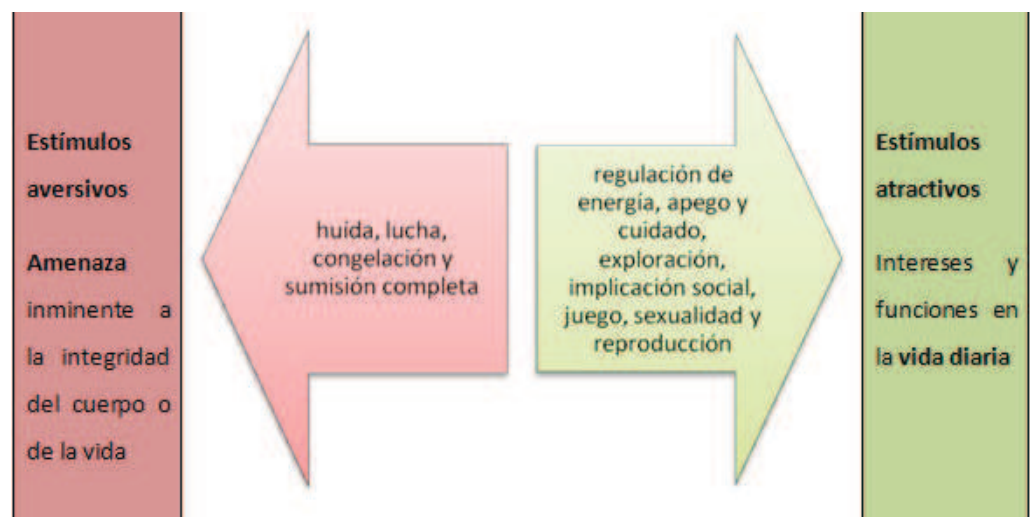 Estímulos
aversivos
Amenaza
inminente a
la integridad
del cuerpo o
de la vida
huida, lucha,
congelación y
sumisión completa
regulación de
energía, apego y
cuidado,
exploración,
implicación social,
juego, sexualidad y
reproducción
Estímulos
atractivos
Intereses y
funciones en
la vida diaria